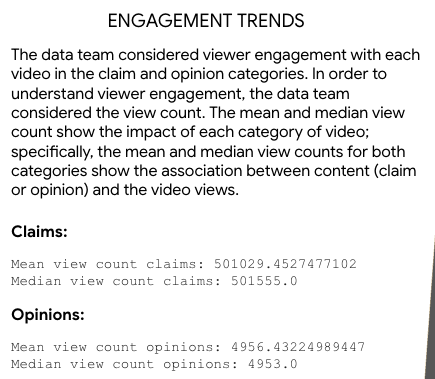 ENGAGEMENT TRENDS
The data team considered viewer engagement with each
video in the claim and opinion categories. In order to
understand viewer engagement, the data team
considered the view count. The mean and median view
count show the impact of each category of video;
specifically, the mean and median view counts for both
categories show the association between content (claim
or opinion) and the video views.
Claims:
Mean view count claims: 501029.4527477102
Median view count claims: 501555.0
Opinions:
Mean view count opinions: 4956.43224989447
Median view count opinions: 4953.0